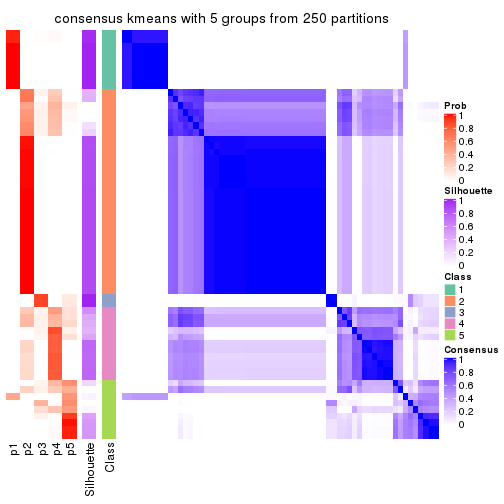 consensus kmeans with 5 groups from 250 partitions
Prob
1
0.8
0.6
0.4
0.2
0
Silhouette
1
0.8
0.6
0.4
0.2
0
Class
1
2
3
4
5
Consensus
1
0.8
0.6
0.4
0.2
0
p1
p2
p3
p4
p5
Silhouette
Class